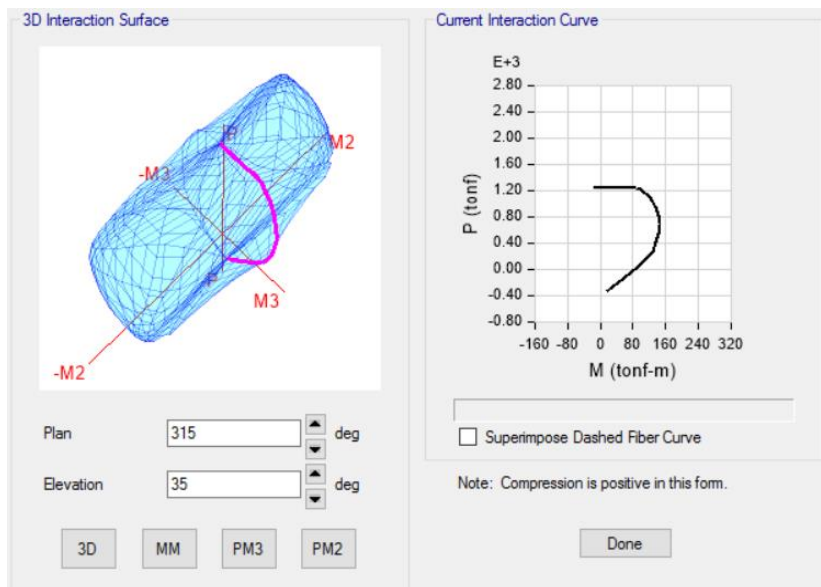 3D Interaction Surface
P
M2
-M3
M3
-M2
Plan 315 deg
Elevation 35 deg
3D MM PM3 PM2
Current Interaction Curve
E+3
2.80
2.40
2.00
1.60
1.20
0.80
0.40
0.00
-0.40
-0.80
P (tonf)
-160 -80 0 80 160 240 320
M (tonf-m)
Superimpose Dashed Fiber Curve
Note: Compression is positive in this form.
Done